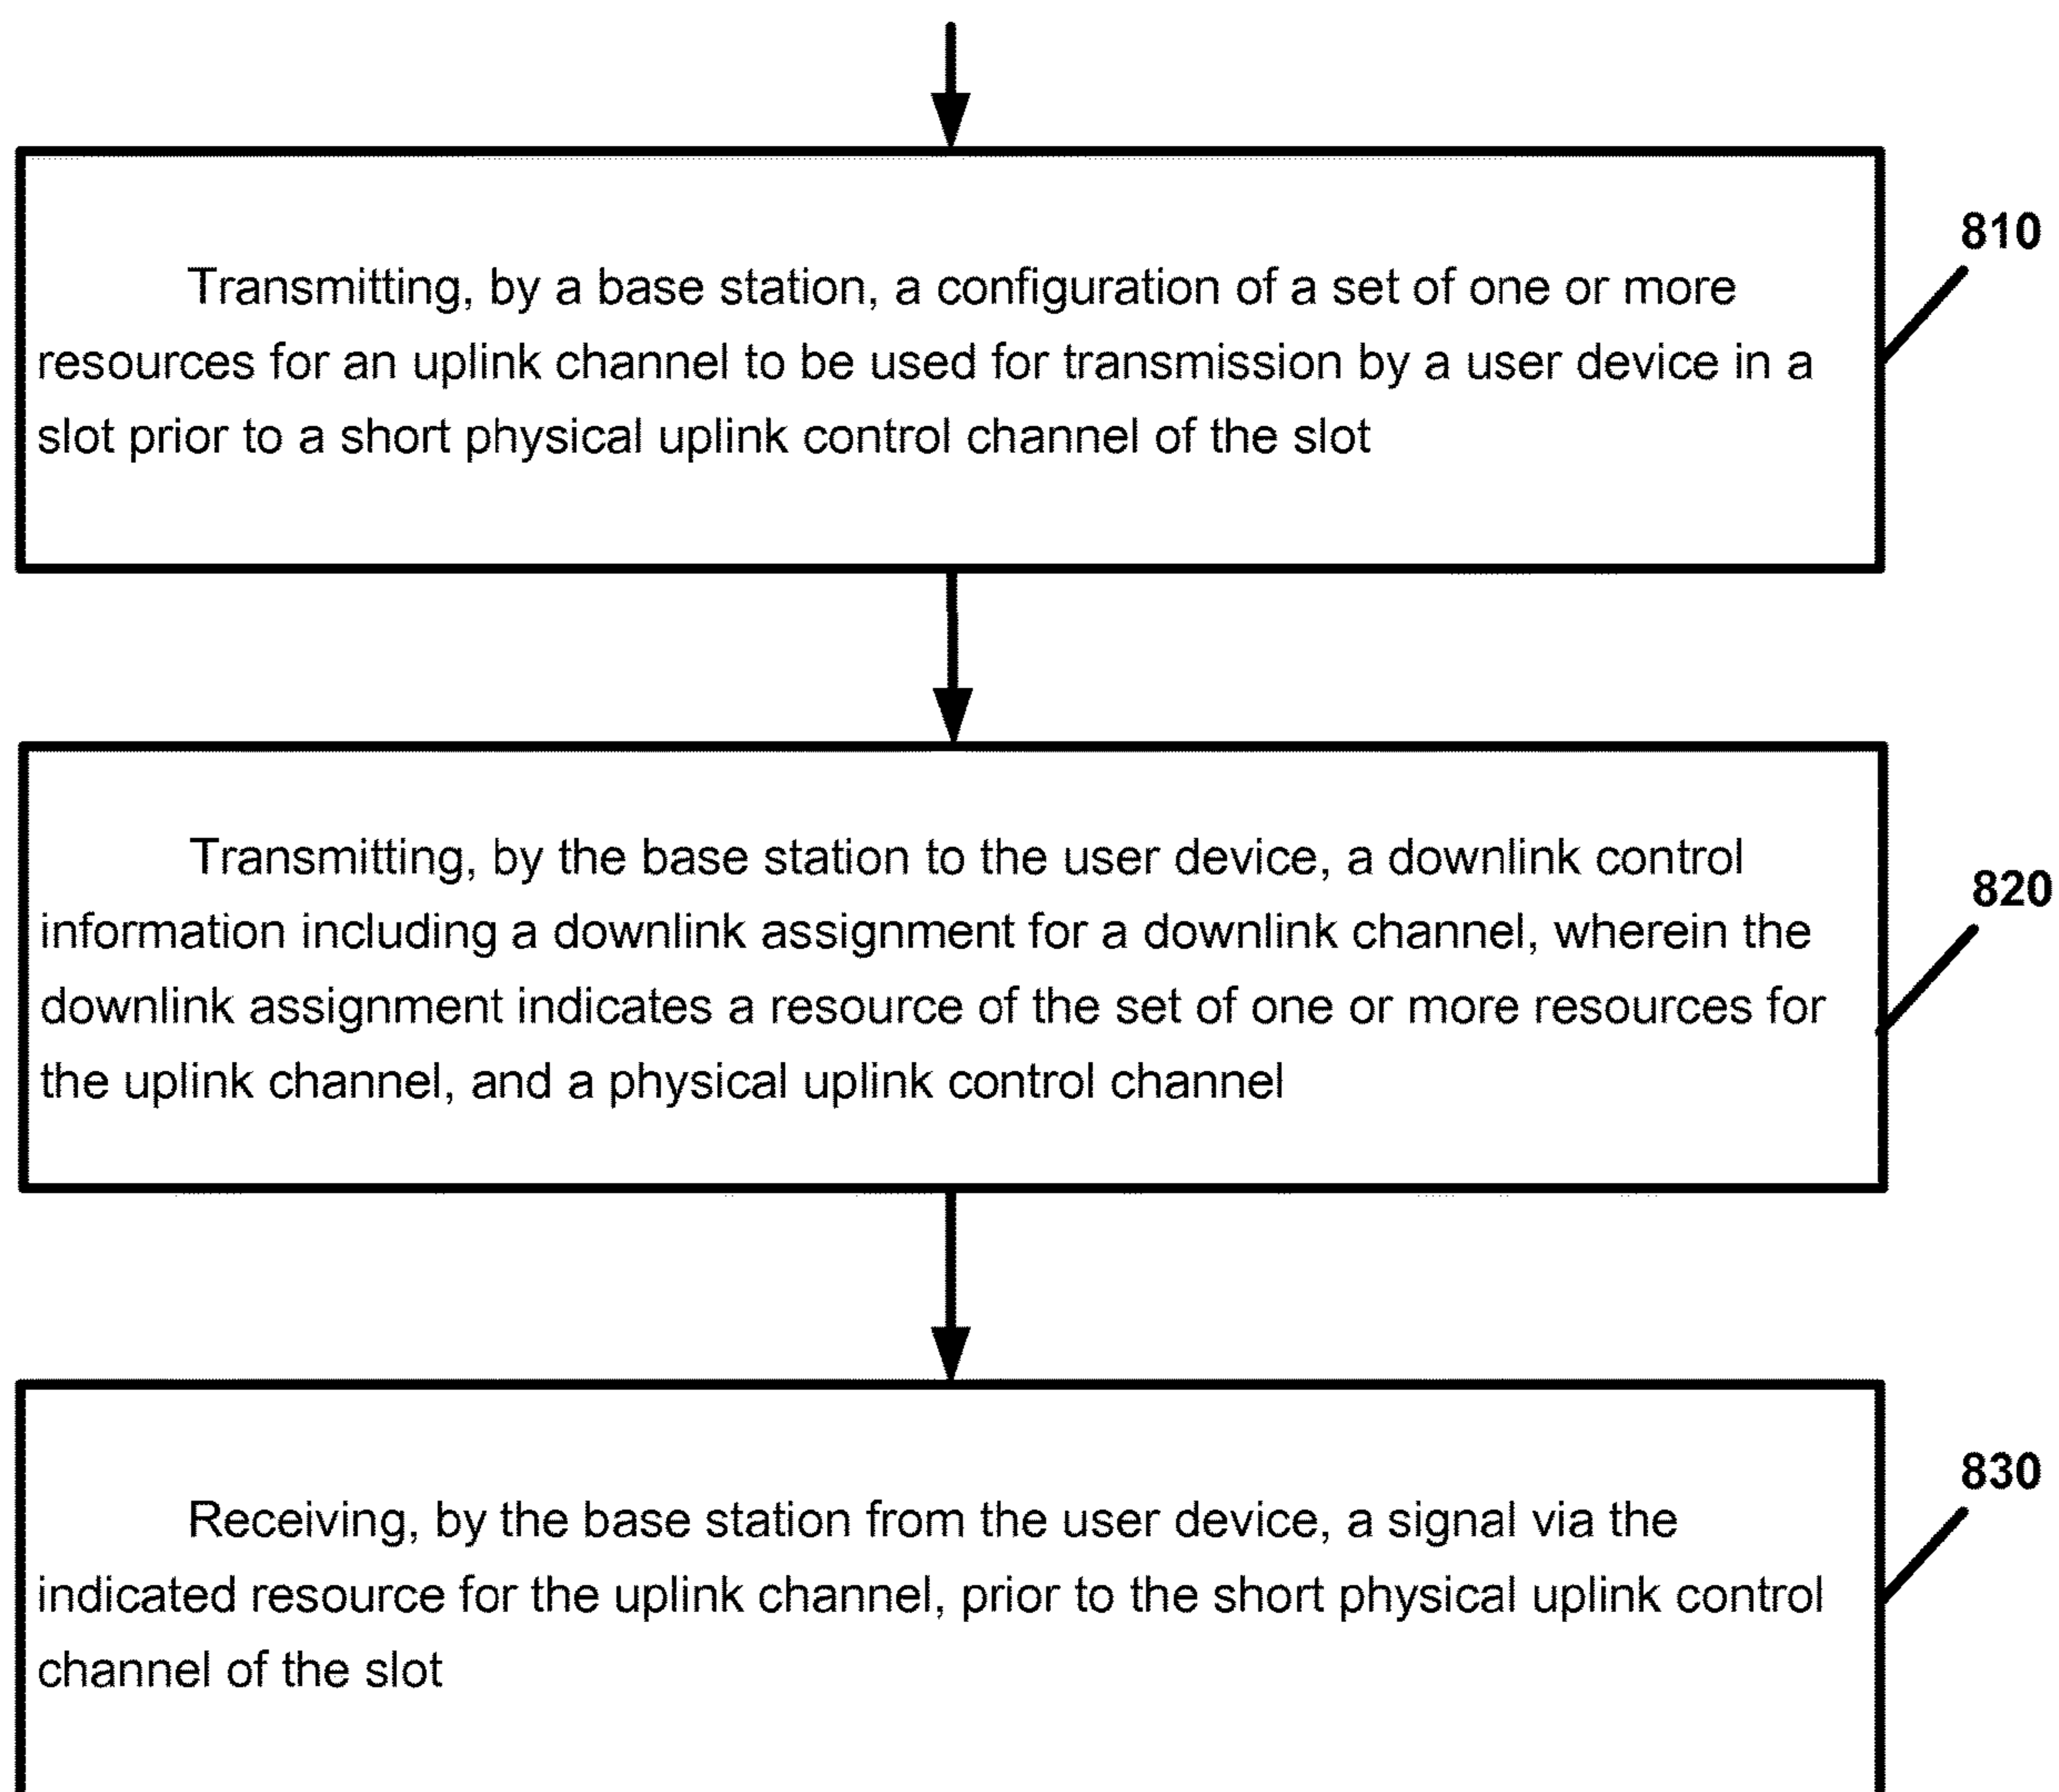 810
Transmitting, by a base station, a configuration of a set of one or more
resources for an uplink channel to be used for transmission by a user device in a
slot prior to a short physical uplink control channel of the slot
820
Transmitting, by the base station to the user device, a downlink control
information including a downlink assignment for a downlink channel, wherein the
downlink assignment indicates a resource of the set of one or more resources for
the uplink channel, and a physical uplink control channel
830
Receiving, by the base station from the user device, a signal via the
indicated resource for the uplink channel, prior to the short physical uplink control
channel of the slot